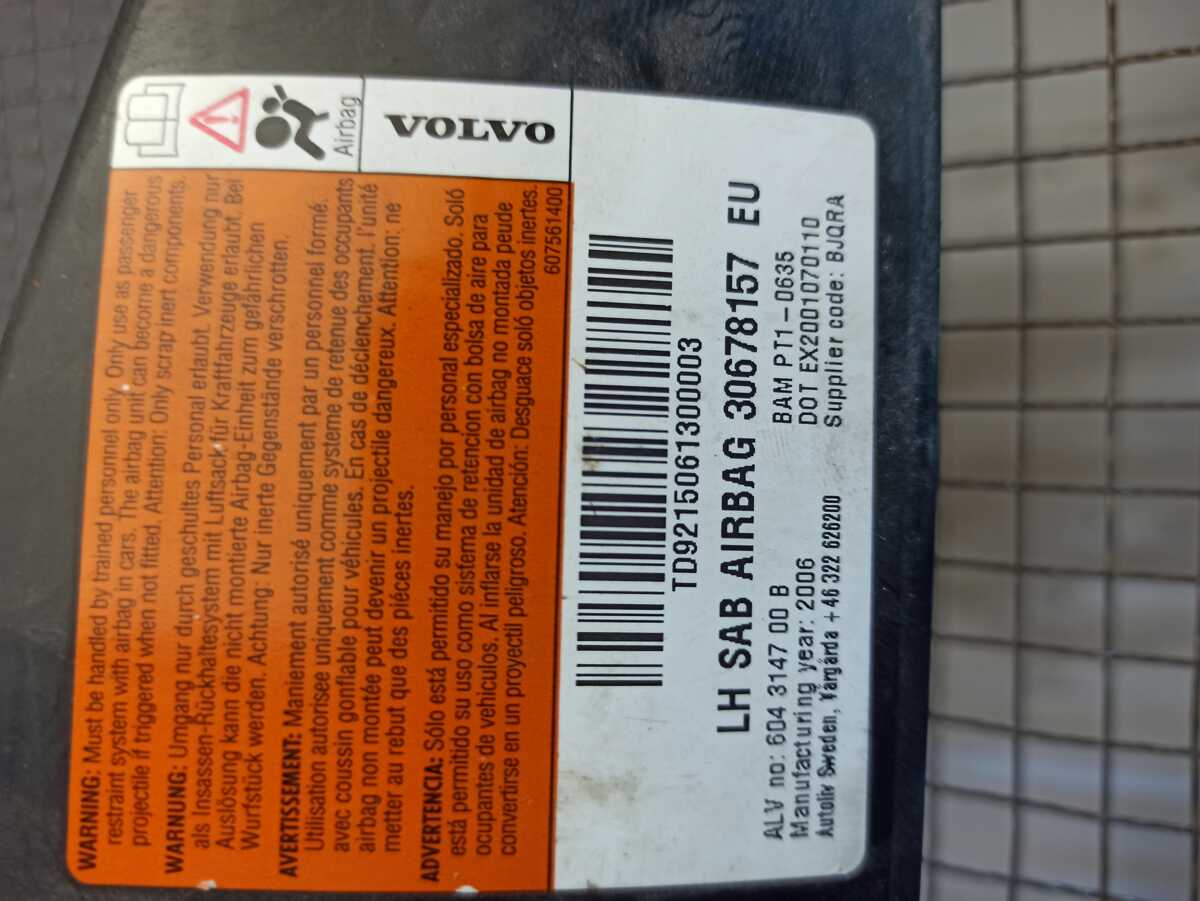 Airbag
VOLVO
WARNING: Must be handled by trained personnel only. Only use as passenger
restraint system with airbag in cars. The airbag unit can become a dangerous
projectile if triggered when not fitted. Attention: Only scrap inert components.
WARNUNG: Umgang nur durch geschultes Personal erlaubt. Verwendung nur
als Insassen-Rückhaltesystem mit Luftsack für Kraftfahrzeuge erlaubt. Bei
Auslösung kann die nicht montierte Airbag-Einheit zum gefährlichen
Wurfstück werden. Achtung: Nur inerte Gegenstände verschrotten.
AVERTISSEMENT: Maniement autorisé uniquement par un personnel formé.
Utilisation autorisee uniquement comme système de retenue des occupants
avec coussin gonflable pour véhicules. En cas de déclenchement. l'unité
airbag non montée peut devenir un projectile dangereux. Attention: ne
metter au rebut que des pièces inertes.
ADVERTENCIA: Sólo está permitido su manejo por personal especializado. Soló
está permitido su uso como sistema de retencion con bolsa de aire para
ocupantes de vehiculos. Al inflarse la unidad de airbag no montada peude
convertirse en un proyectil peligroso. Atención: Desguace soló objetos inertes.
607561400
TD9215061300003
LH SAB AIRBAG 30678157 EU
ALV no: 604 3147 00 B
BAM PT1-0635
Manufacturing year: 2006
DOT EX2001070110
Autoliv Sweden, Vårgårda +46 322 626200
Supplier code: BJQRA